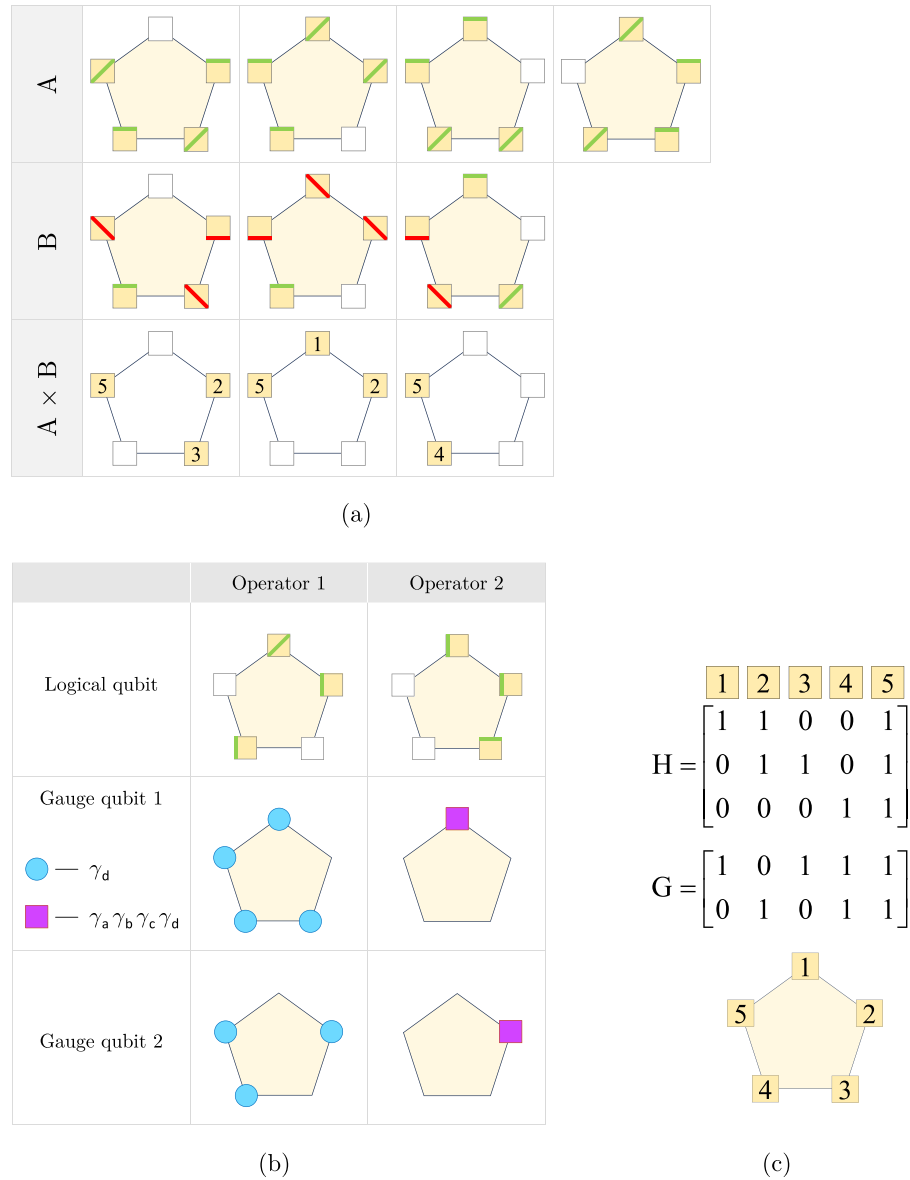 A
B
A × B
5 2
3
1
5 2
5
4
(a)
Operator 1 Operator 2
Logical qubit
Gauge qubit 1
— γd
— γa γb γc γd
Gauge qubit 2
(b)
1 2 3 4 5
1 1 0 0 1
H = 0 1 1 0 1
0 0 0 1 1
G = 1 0 1 1 1
0 1 0 1 1
1
5 2
4 3
(c)